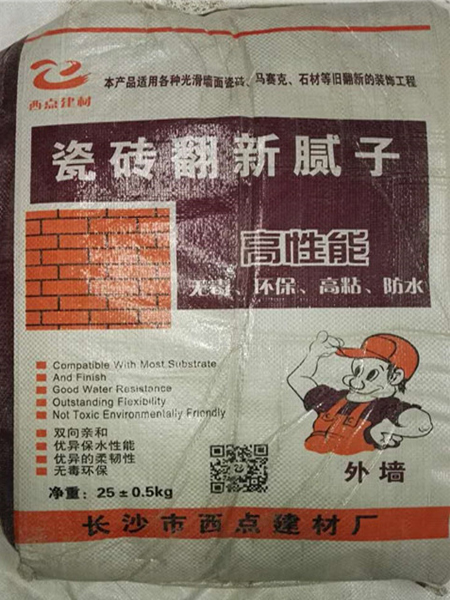 本产品适用各种光滑墙面瓷砖、马赛克、石材等旧翻新的装饰工程
西点建材
瓷砖翻新腻子
高性能
无毒、环保、高粘、防水
Compatible With Most Substrate
And Finish
Good Water Resistance
Outstanding Flexibility
Not Toxic Environmentally Friendly
双向亲和
优异保水性能
优异的柔韧性
无毒环保
净重：25±0.5kg
外墙
长沙市西点建材厂